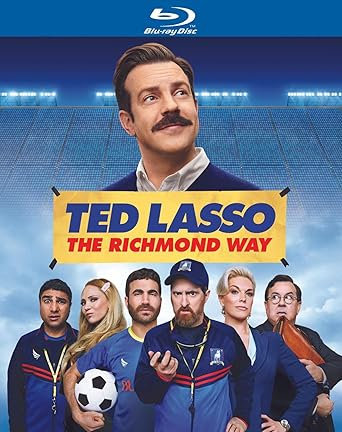 Blu-ray Disc
TED LASSO
THE RICHMOND WAY